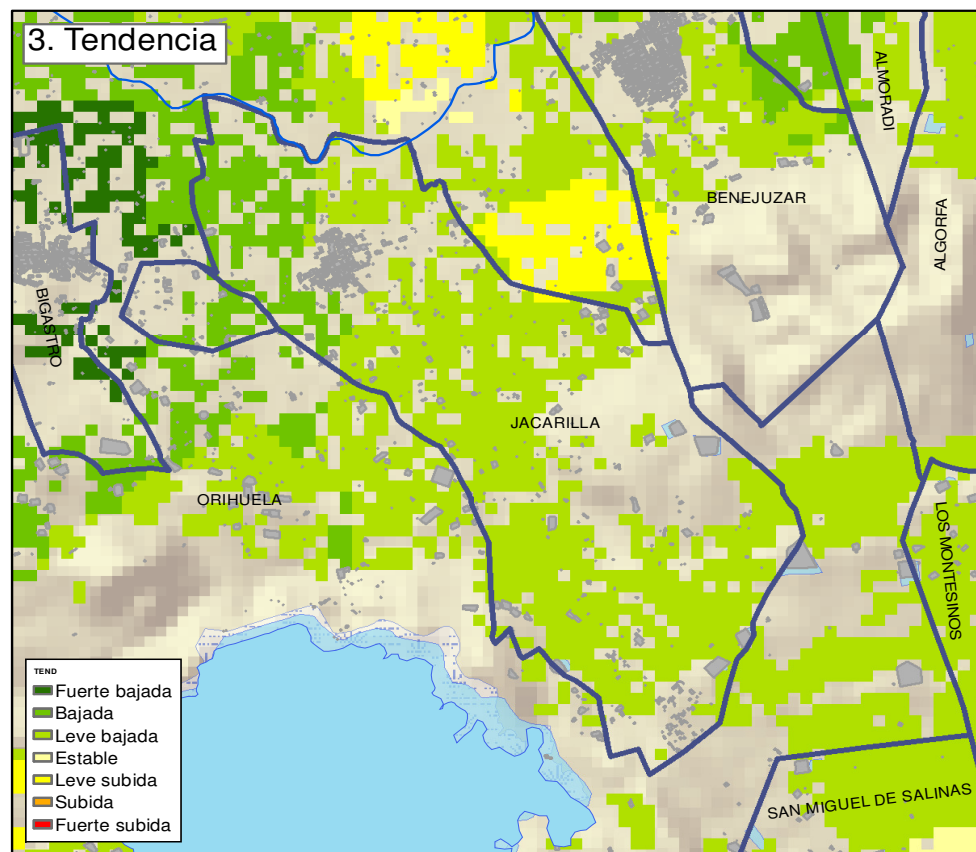 3. Tendencia
ALMORADI
BENEJUZAR
ALGORFA
BIGASTRO
JACARILLA
ORIHUELA
LOS MONTESINOS
SAN MIGUEL DE SALINAS
TEND
Fuerte bajada
Bajada
Leve bajada
Estable
Leve subida
Subida
Fuerte subida